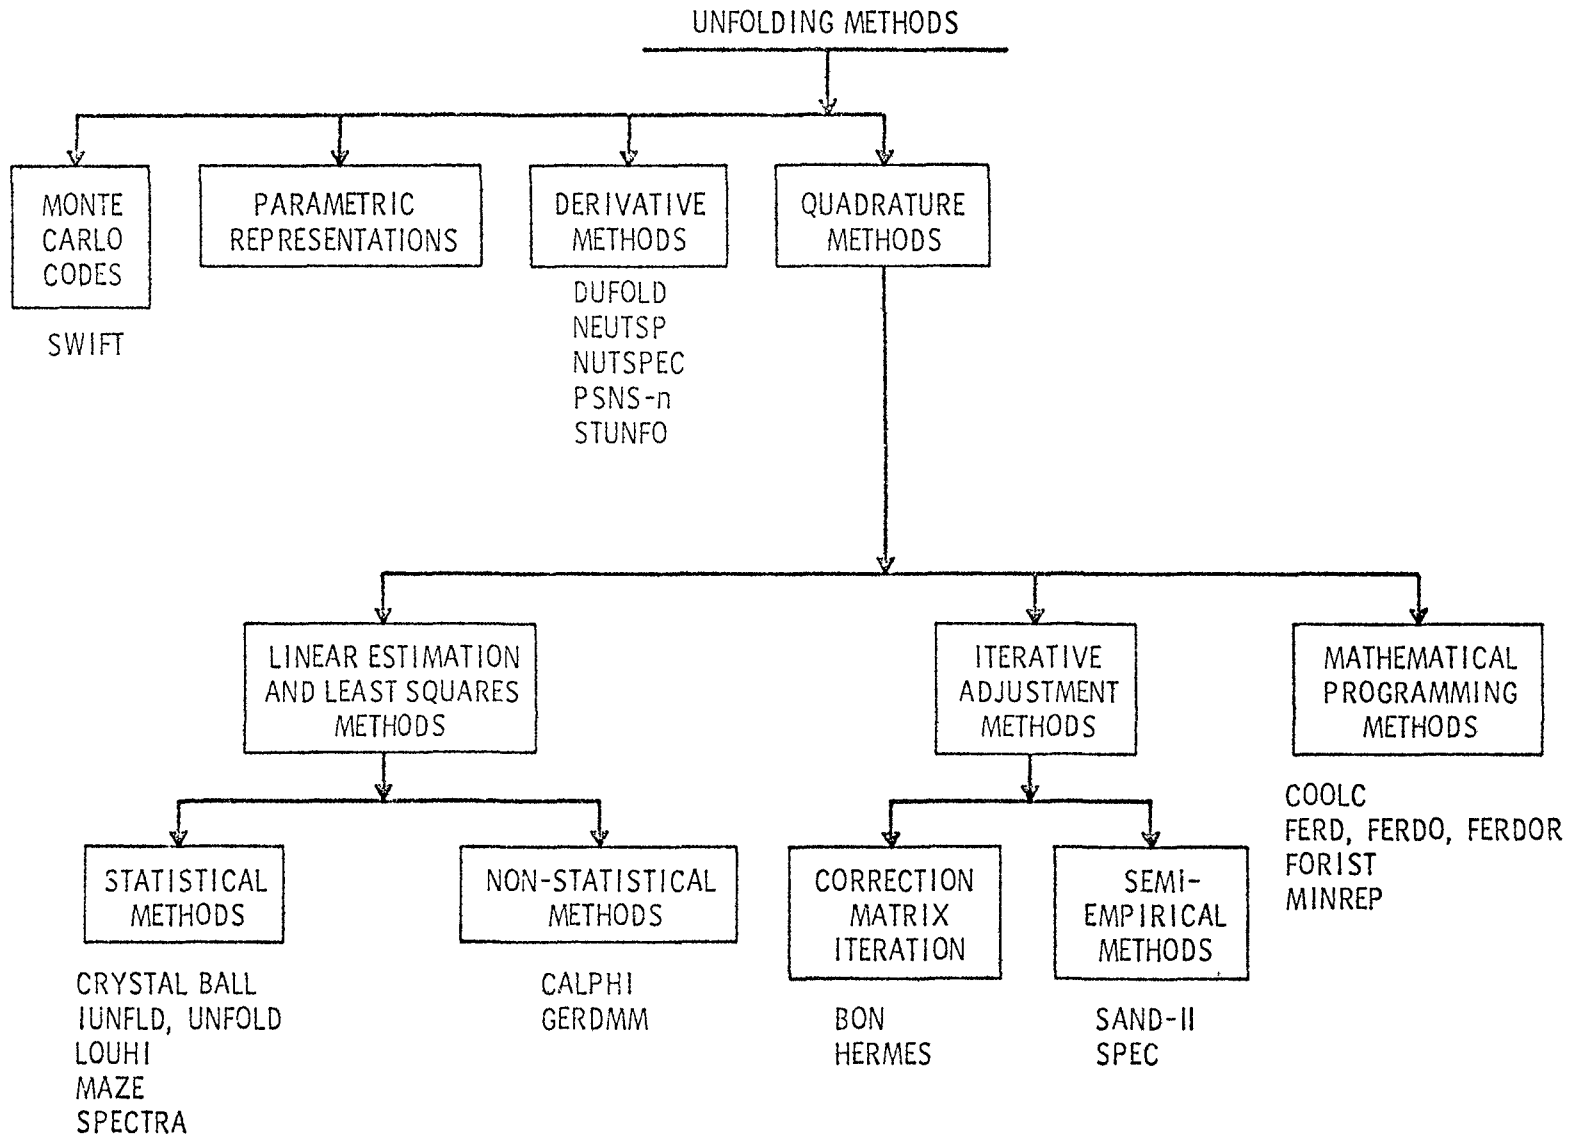 UNFOLDING METHODS
MONTE
CARLO
CODES
SWIFT
PARAMETRIC
REPRESENTATIONS
DERIVATIVE
METHODS
DUFOLD
NEUTSP
NUTSPEC
PSNS-n
STUNFO
QUADRATURE
METHODS
LINEAR ESTIMATION
AND LEAST SQUARES
METHODS
STATISTICAL
METHODS
CRYSTAL BALL
IUNFLD, UNFOLD
LOUHI
MAZE
SPECTRA
NON-STATISTICAL
METHODS
CALPHI
GERDMM
ITERATIVE
ADJUSTMENT
METHODS
CORRECTION
MATRIX
ITERATION
BON
HERMES
SEMI-
EMPIRICAL
METHODS
SAND-II
SPEC
MATHEMATICAL
PROGRAMMING
METHODS
COOLC
FERD, FERDO, FERDOR
FORIST
MINREP